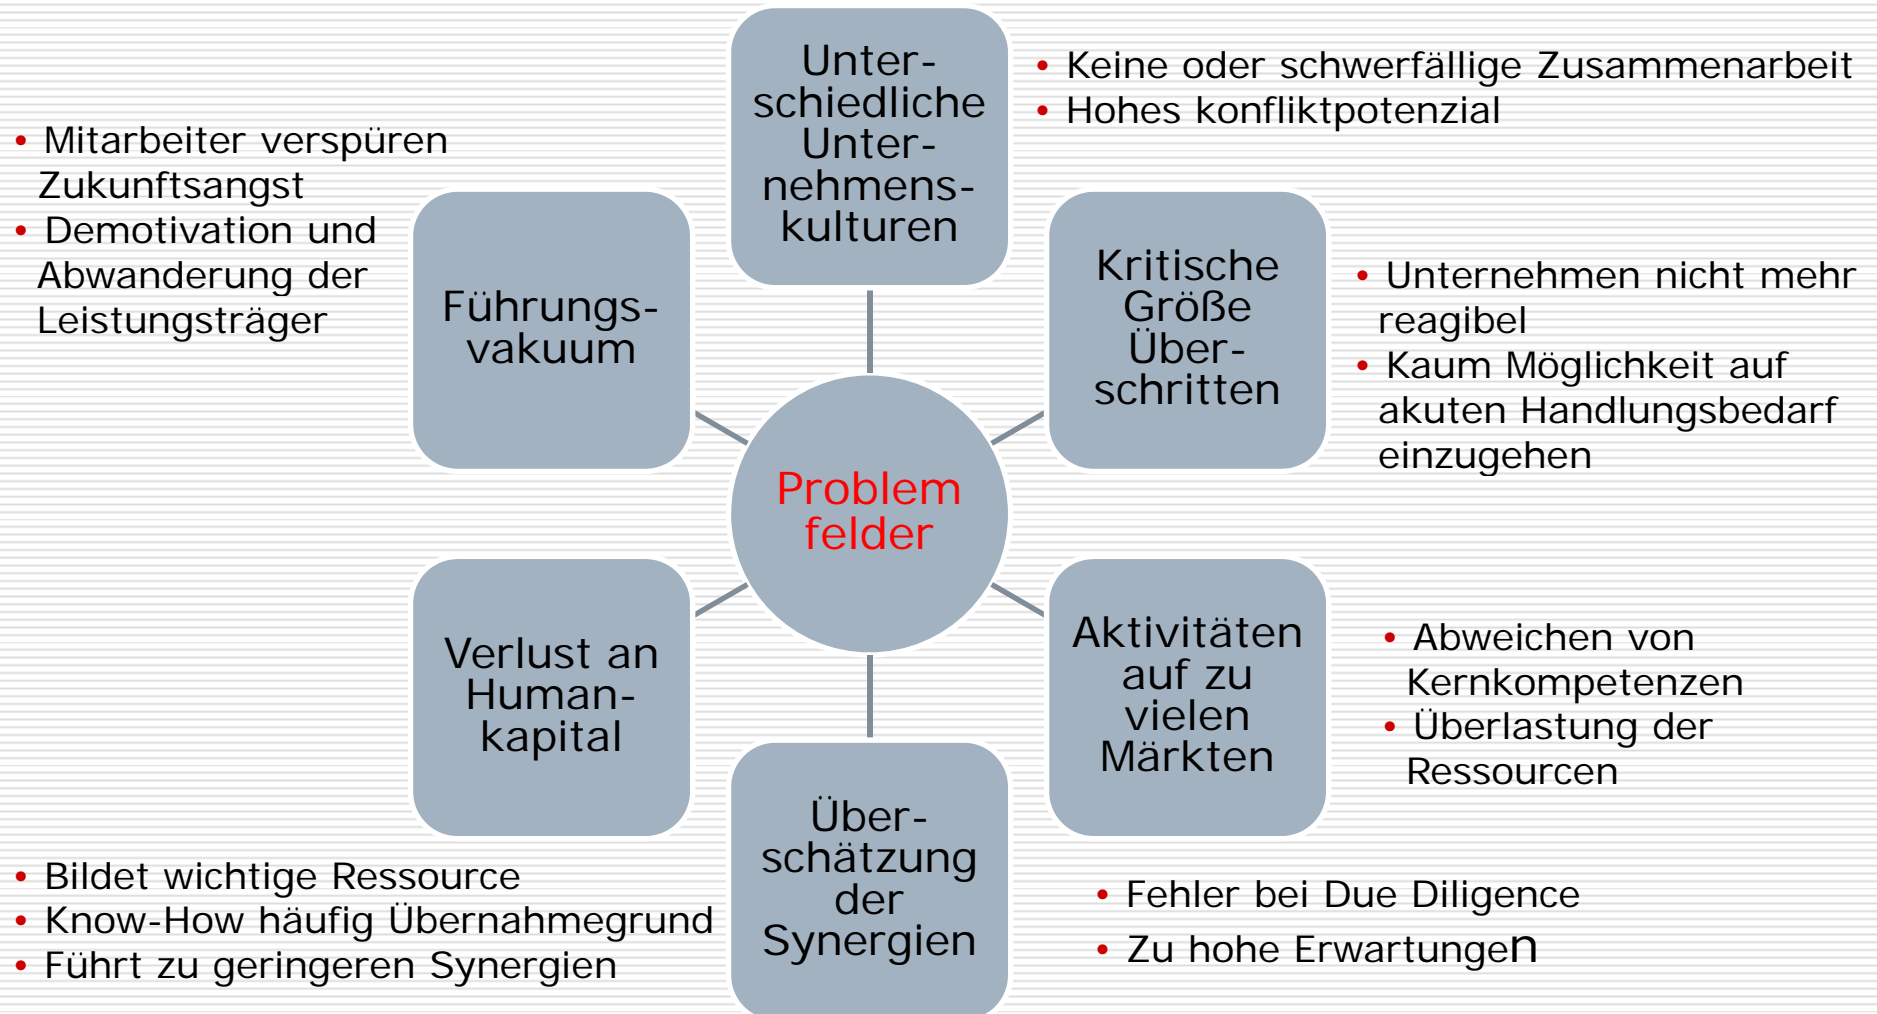 Unter-
schiedliche
Unter-
nehmens-
kulturen
• Keine oder schwerfällige Zusammenarbeit
• Hohes konfliktpotenzial
Kritische
Größe
Über-
schritten
• Unternehmen nicht mehr
reagibel
• Kaum Möglichkeit auf
akuten Handlungsbedarf
einzugehen
Aktivitäten
auf zu
vielen
Märkten
• Abweichen von
Kernkompetenzen
• Überlastung der
Ressourcen
Über-
schätzung
der
Synergien
• Fehler bei Due Diligence
• Zu hohe Erwartungen
Verlust an
Human-
kapital
• Bildet wichtige Ressource
• Know-How häufig Übernahmegrund
• Führt zu geringeren Synergien
Führungs-
vakuum
• Mitarbeiter verspüren
Zukunftsangst
• Demotivation und
Abwanderung der
Leistungsträger
Problem
felder